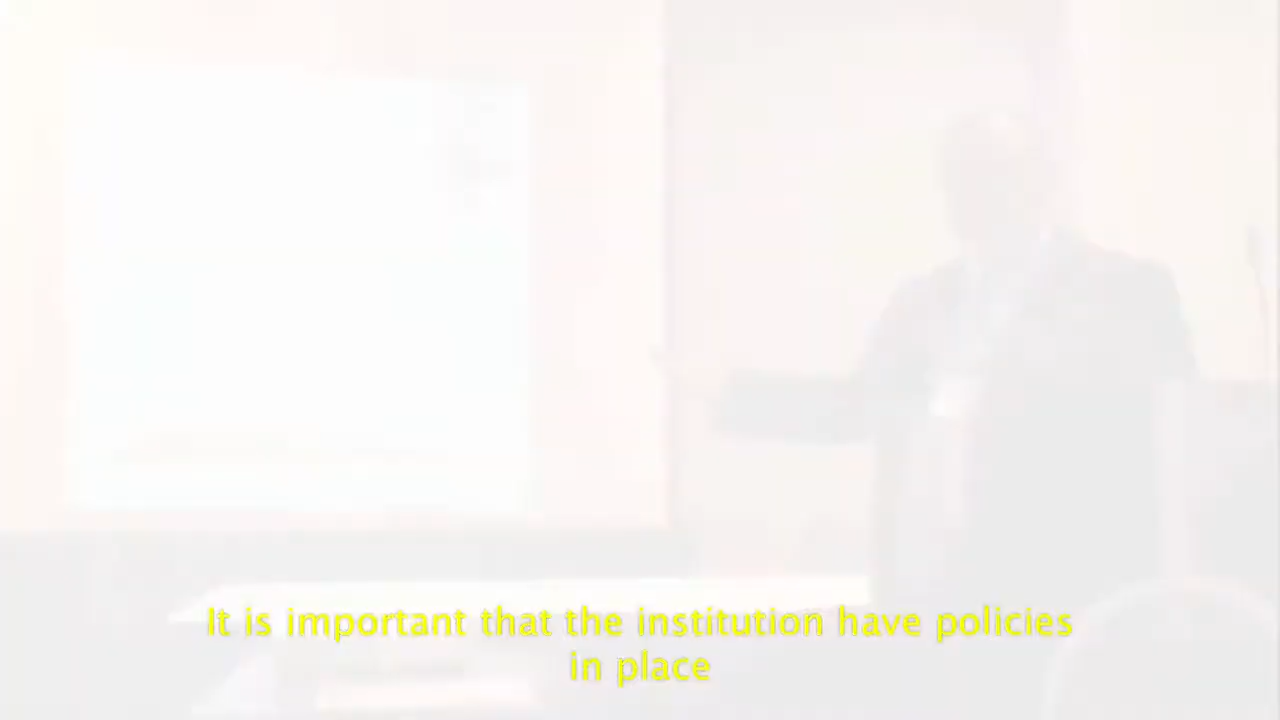 It is important that the institution have policies
in place